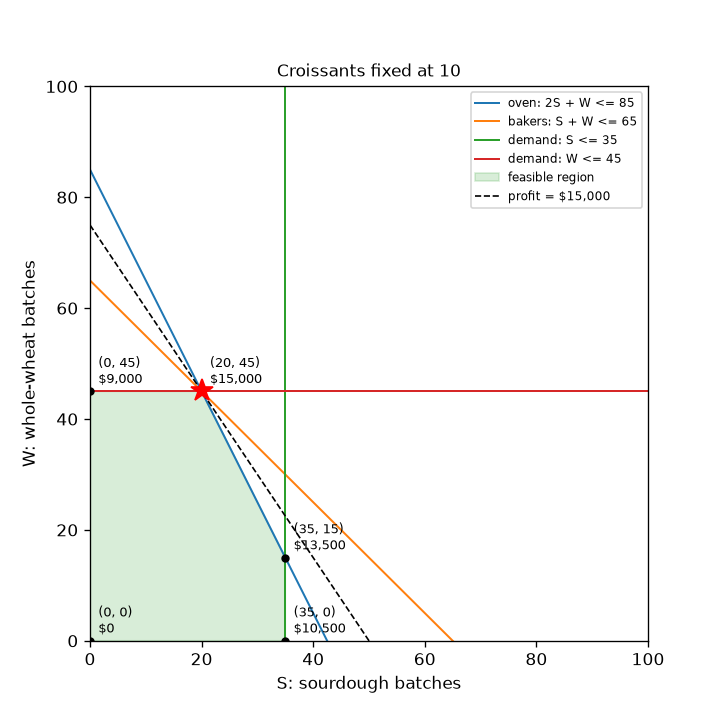 Croissants fixed at 10
100
80
60
40
20
0
0
20
40
60
80
100
W: whole-wheat batches
S: sourdough batches
oven: 2S + W <= 85
bakers: S + W <= 65
demand: S <= 35
demand: W <= 45
feasible region
profit = $15,000
(0, 45)
$9,000
(20, 45)
$15,000
(35, 15)
$13,500
(0, 0)
$0
(35, 0)
$10,500